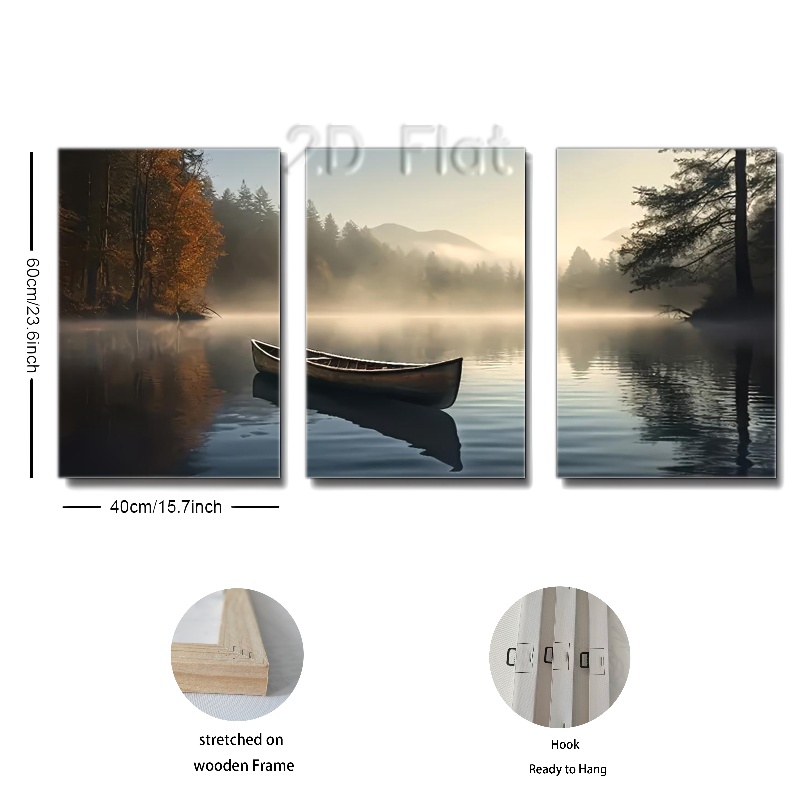 2D Flat
60cm/23.6inch
40cm/15.7inch
stretched on
wooden Frame
Hook
Ready to Hang